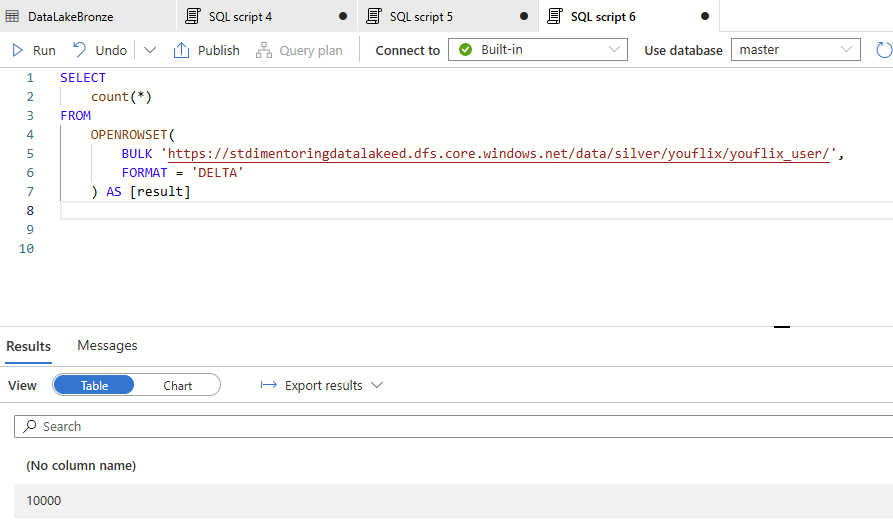 DataLakeBronze SQL script 4 SQL script 5 SQL script 6
Run Undo Publish Query plan Connect to Built-in Use database master
1 SELECT
2 count(*)
3 FROM
4 OPENROWSET(
5 BULK 'https://stdimentoringdatalakeed.dfs.core.windows.net/data/silver/youflix/youflix_user/',
6 FORMAT = 'DELTA'
7 ) AS [result]
8
9
10
Results Messages
View Table Chart Export results
Search
(No column name)
10000